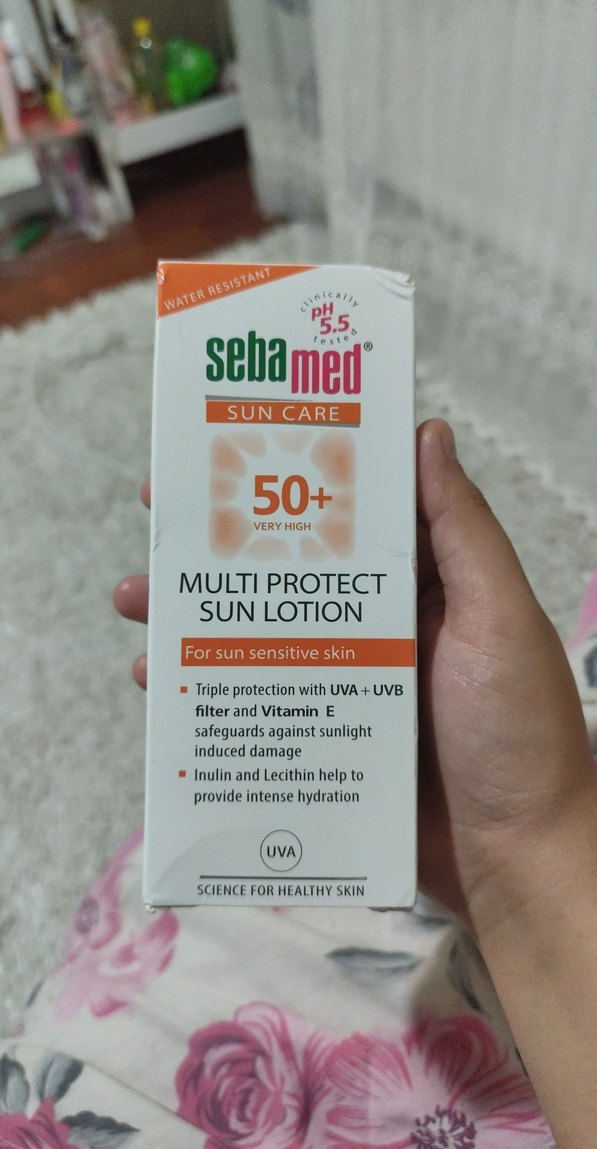 WATER RESISTANT
clinically
pH
5.5
tested
sebamed®
SUN CARE
50+
VERY HIGH
MULTI PROTECT
SUN LOTION
For sun sensitive skin
▪ Triple protection with UVA + UVB
filter and Vitamin E
safeguards against sunlight
induced damage
▪ Inulin and Lecithin help to
provide intense hydration
UVA
SCIENCE FOR HEALTHY SKIN